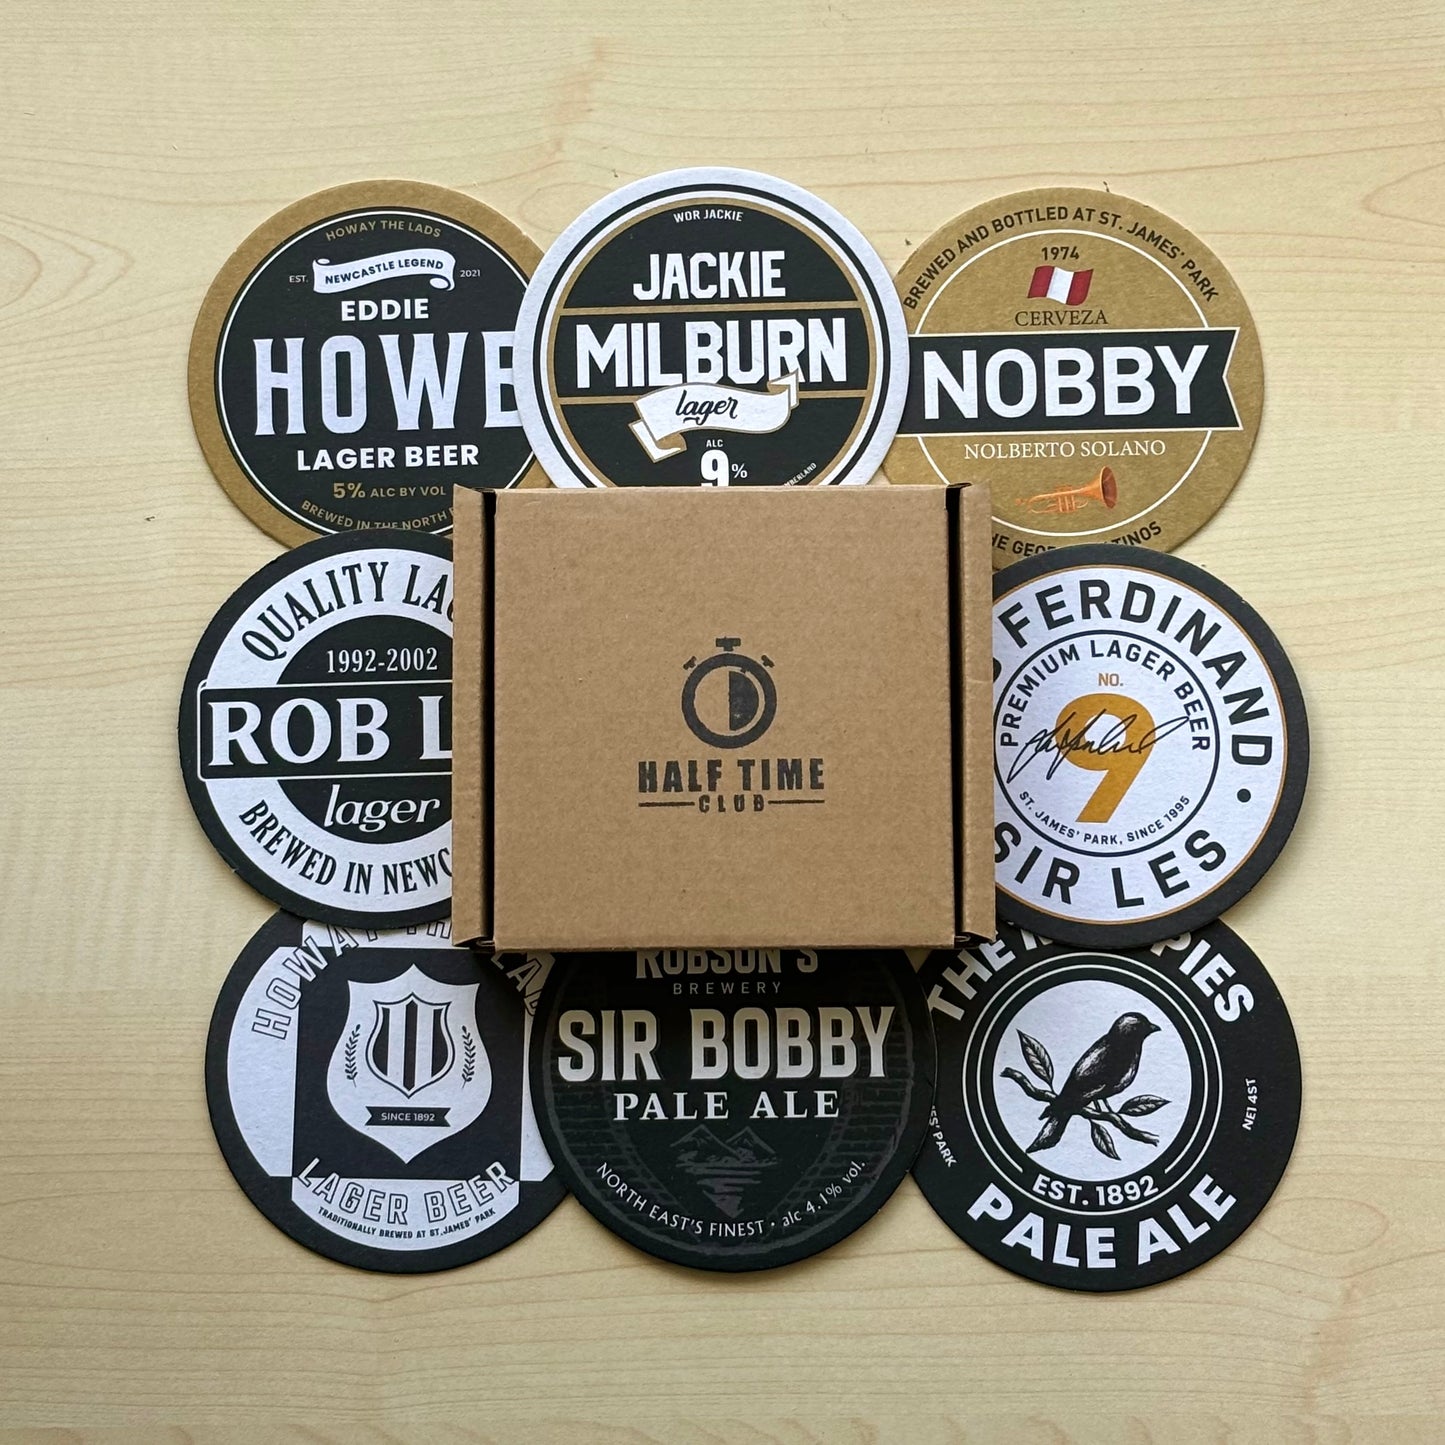 HOWAY THE LADS
EST. NEWCASTLE LEGEND 2021
EDDIE
HOWE
LAGER BEER
5% ALC BY VOL
BREWED IN THE NORTH
WOR JACKIE
JACKIE
MILBURN
lager
ALC
9%
BREWED AND BOTTLED AT ST. JAMES' PARK
1974
CERVEZA
NOBBY
NOLBERTO SOLANO
QUALITY
1992-2002
ROB
lager
BREWED IN
HALF TIME
CLUB
FERDINAND •
PREMIUM LAGER BEER
NO.
9
ST. JAMES' PARK, SINCE 1995
SIR LES
HOWAY
SINCE 1892
LAGER BEER
TRADITIONALLY BREWED AT ST. JAMES' PARK
ROBSON'S
BREWERY
SIR BOBBY
PALE ALE
NORTH EAST'S FINEST • alc 4.1% vol.
THE
PARK
NE1 4ST
EST. 1892
PALE ALE